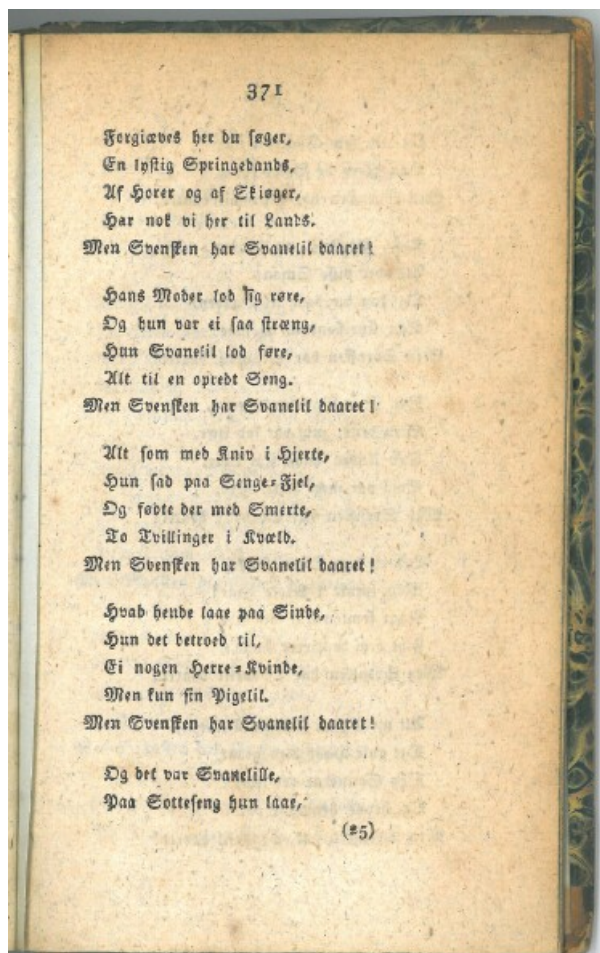 371
Forgiæves her du søger,
En lystig Springedands,
Af Horer og af Skiøger,
Har nok vi her til Lands.
Men Svensken har Svanelil daaret!
Hans Moder lod sig røre,
Og hun var ei saa stræng,
Hun Svanelil lod føre,
Alt til en opredt Seng.
Men Svensken har Svanelil daaret!
Alt som med Kniv i Hjerte,
Hun sad paa Senge-Fjel,
Og fødte der med Smerte,
To Tvillinger i Kvæld.
Men Svensken har Svanelil daaret!
Hvad hende laae paa Sinde,
Hun det betroed til,
Ei nogen Herre-Kvinde,
Men kun sin Pigelil.
Men Svensken har Svanelil daaret!
Og det var Svanelille,
Paa Sotteseng hun laae,
(25)